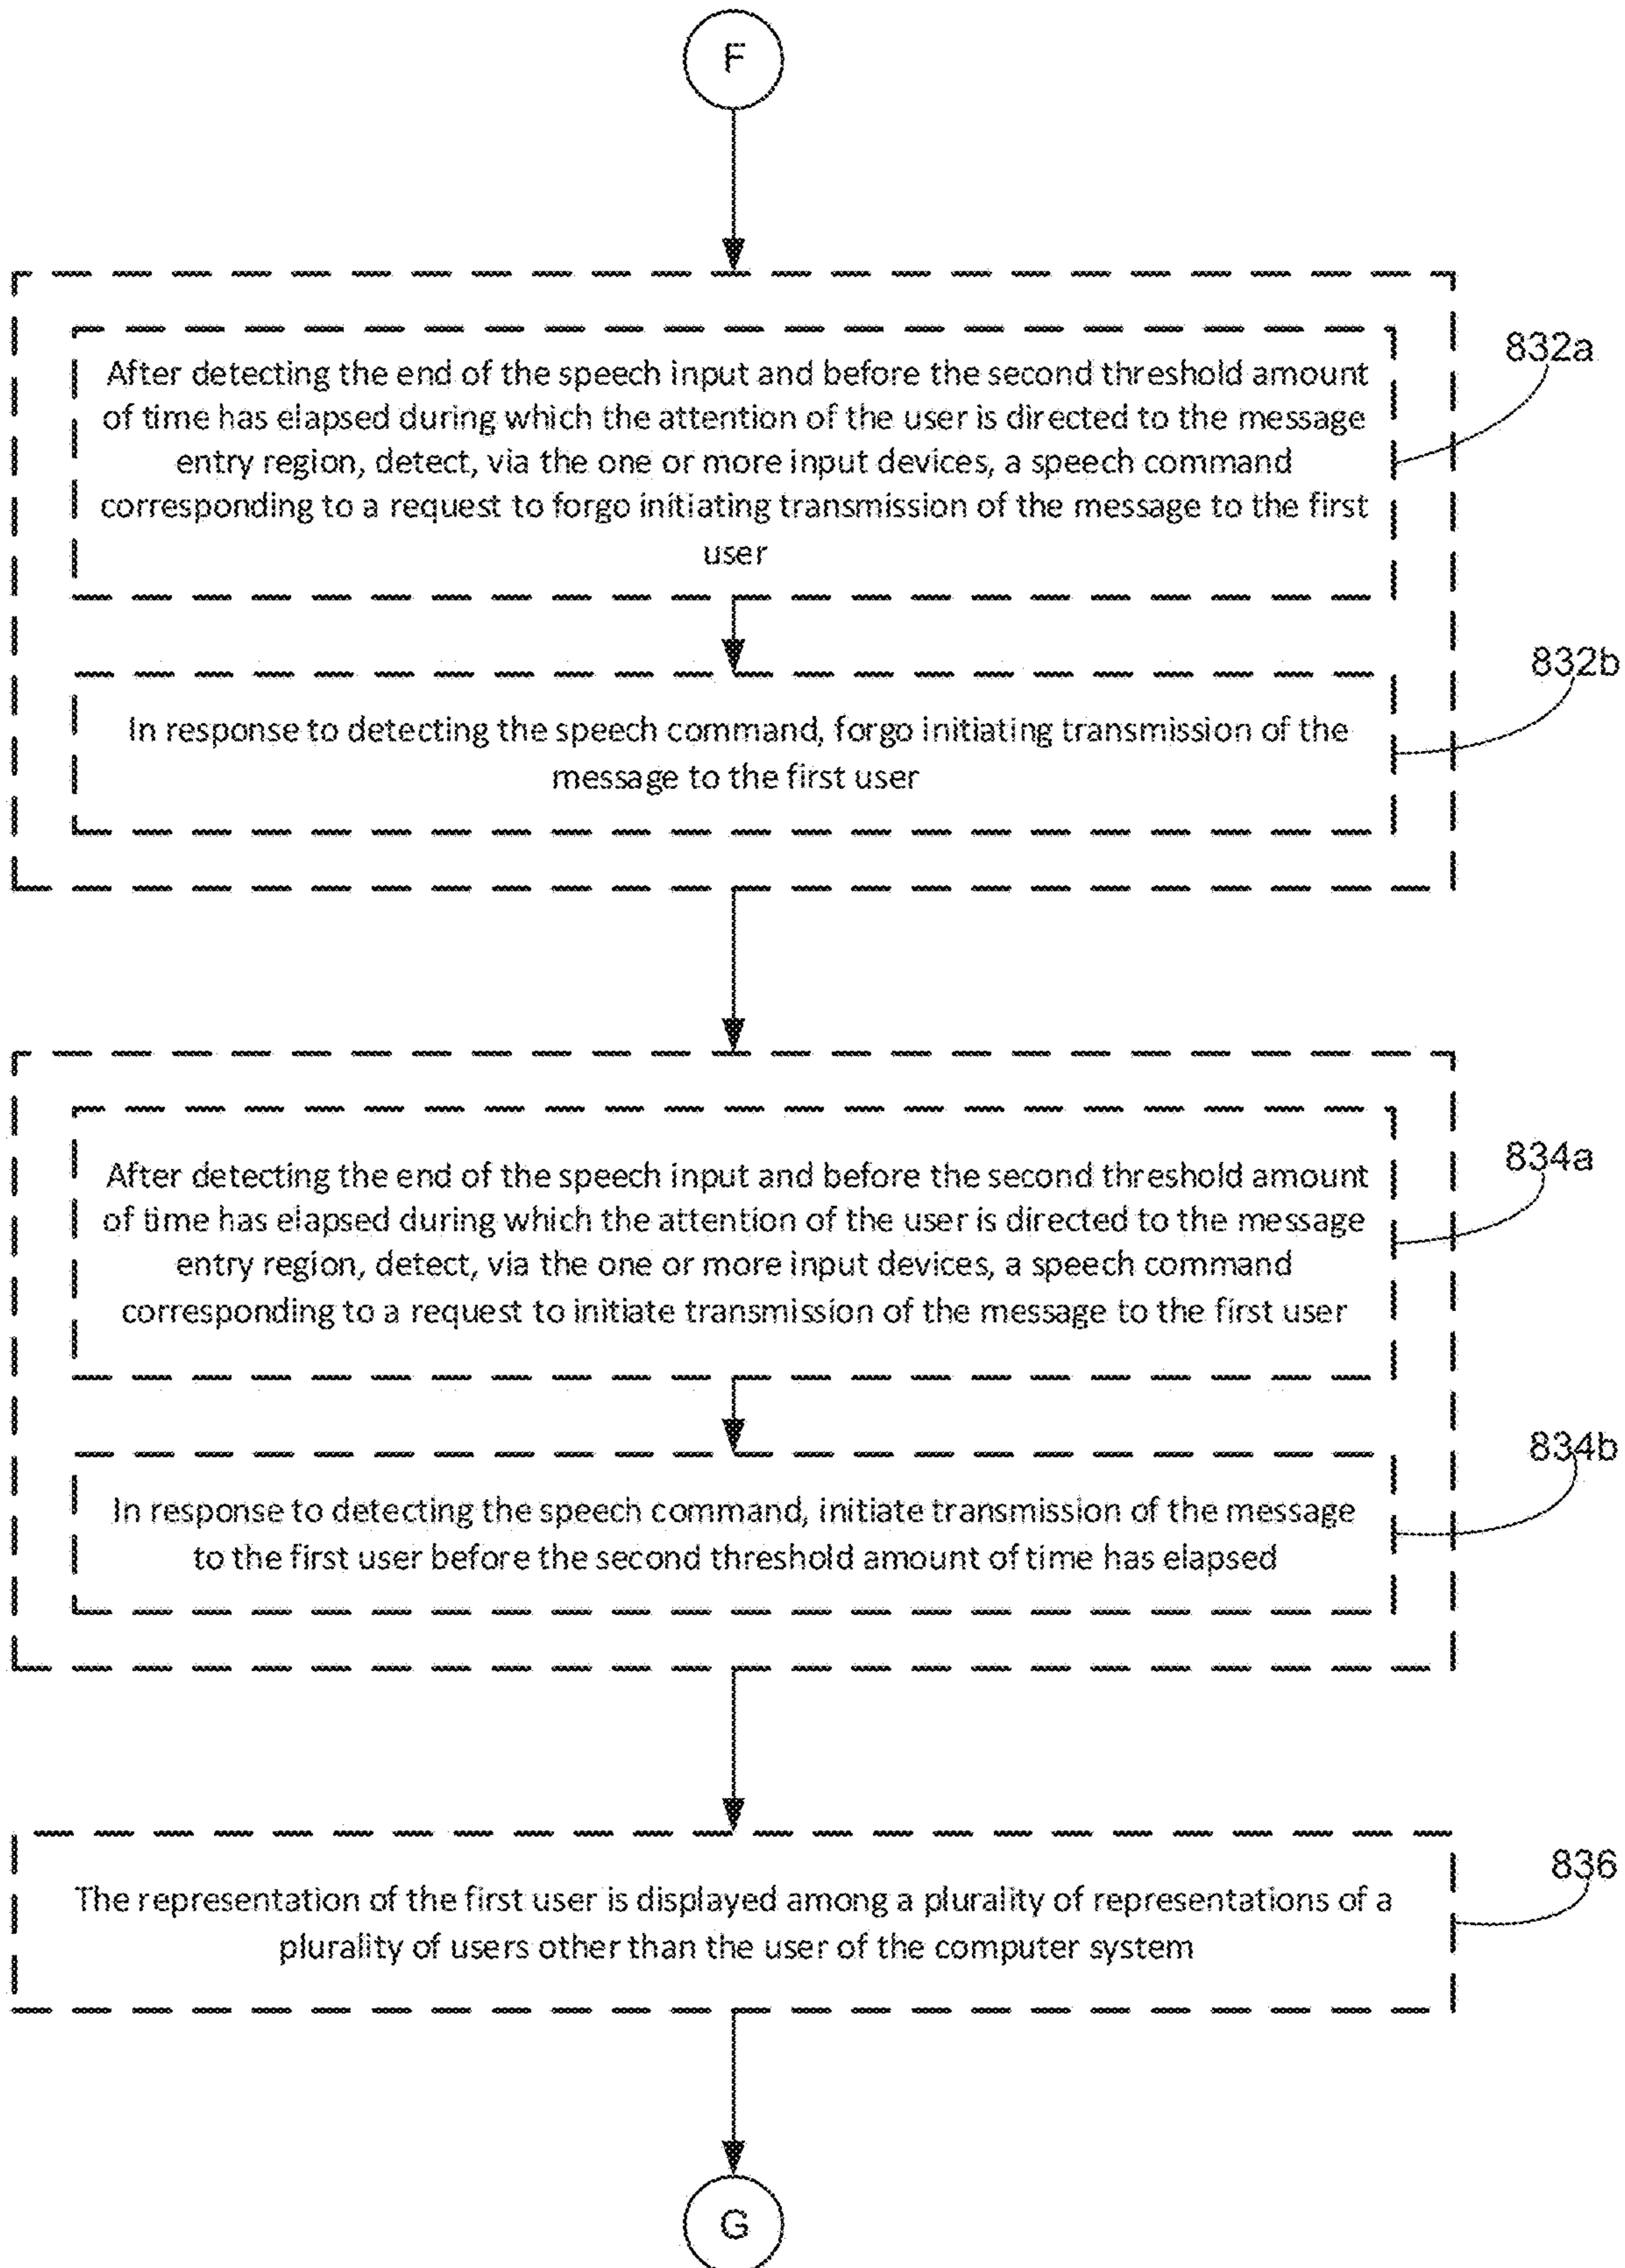 F
832a
After detecting the end of the speech input and before the second threshold amount
of time has elapsed during which the attention of the user is directed to the message
entry region, detect, via the one or more input devices, a speech command
corresponding to a request to forgo initiating transmission of the message to the first
user
832b
In response to detecting the speech command, forgo initiating transmission of the
message to the first user
834a
After detecting the end of the speech input and before the second threshold amount
of time has elapsed during which the attention of the user is directed to the message
entry region, detect, via the one or more input devices, a speech command
corresponding to a request to initiate transmission of the message to the first user
834b
In response to detecting the speech command, initiate transmission of the message
to the first user before the second threshold amount of time has elapsed
836
The representation of the first user is displayed among a plurality of representations of a
plurality of users other than the user of the computer system
G